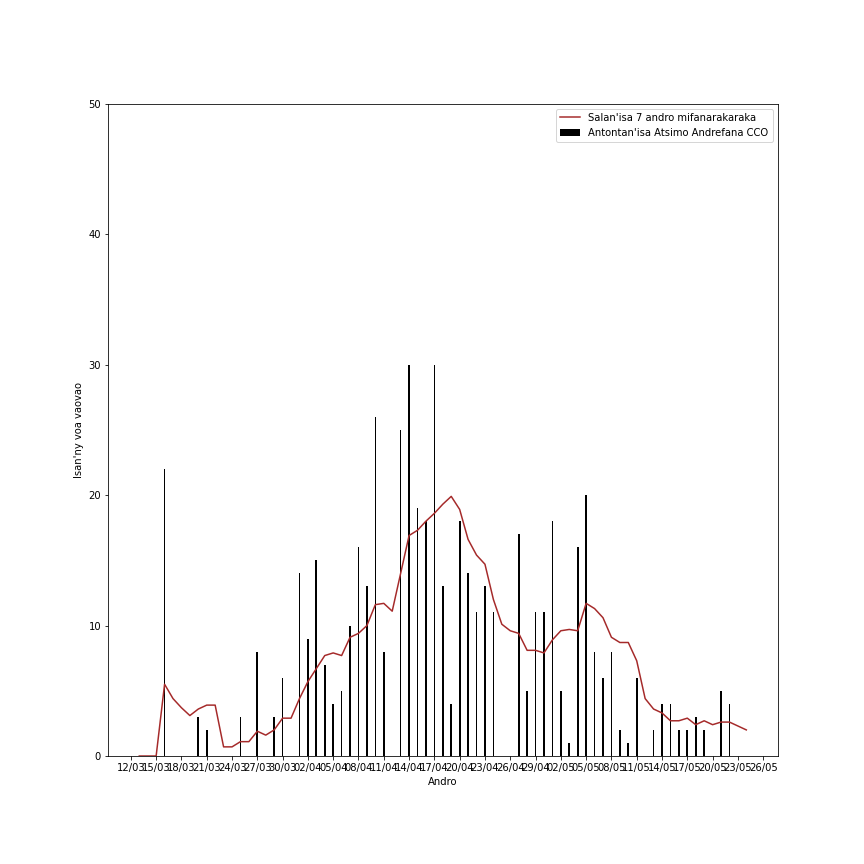 50
40
30
20
10
0
Isan'ny voa vaovao
Salan'isa 7 andro mifanarakaraka
Antontan'isa Atsimo Andrefana CCO
12/03 15/03 18/03 21/03 24/03 27/03 30/03 02/04 05/04 08/04 11/04 14/04 17/04 20/04 23/04 26/04 29/04 02/05 05/05 08/05 11/05 14/05 17/05 20/05 23/05 26/05
Andro